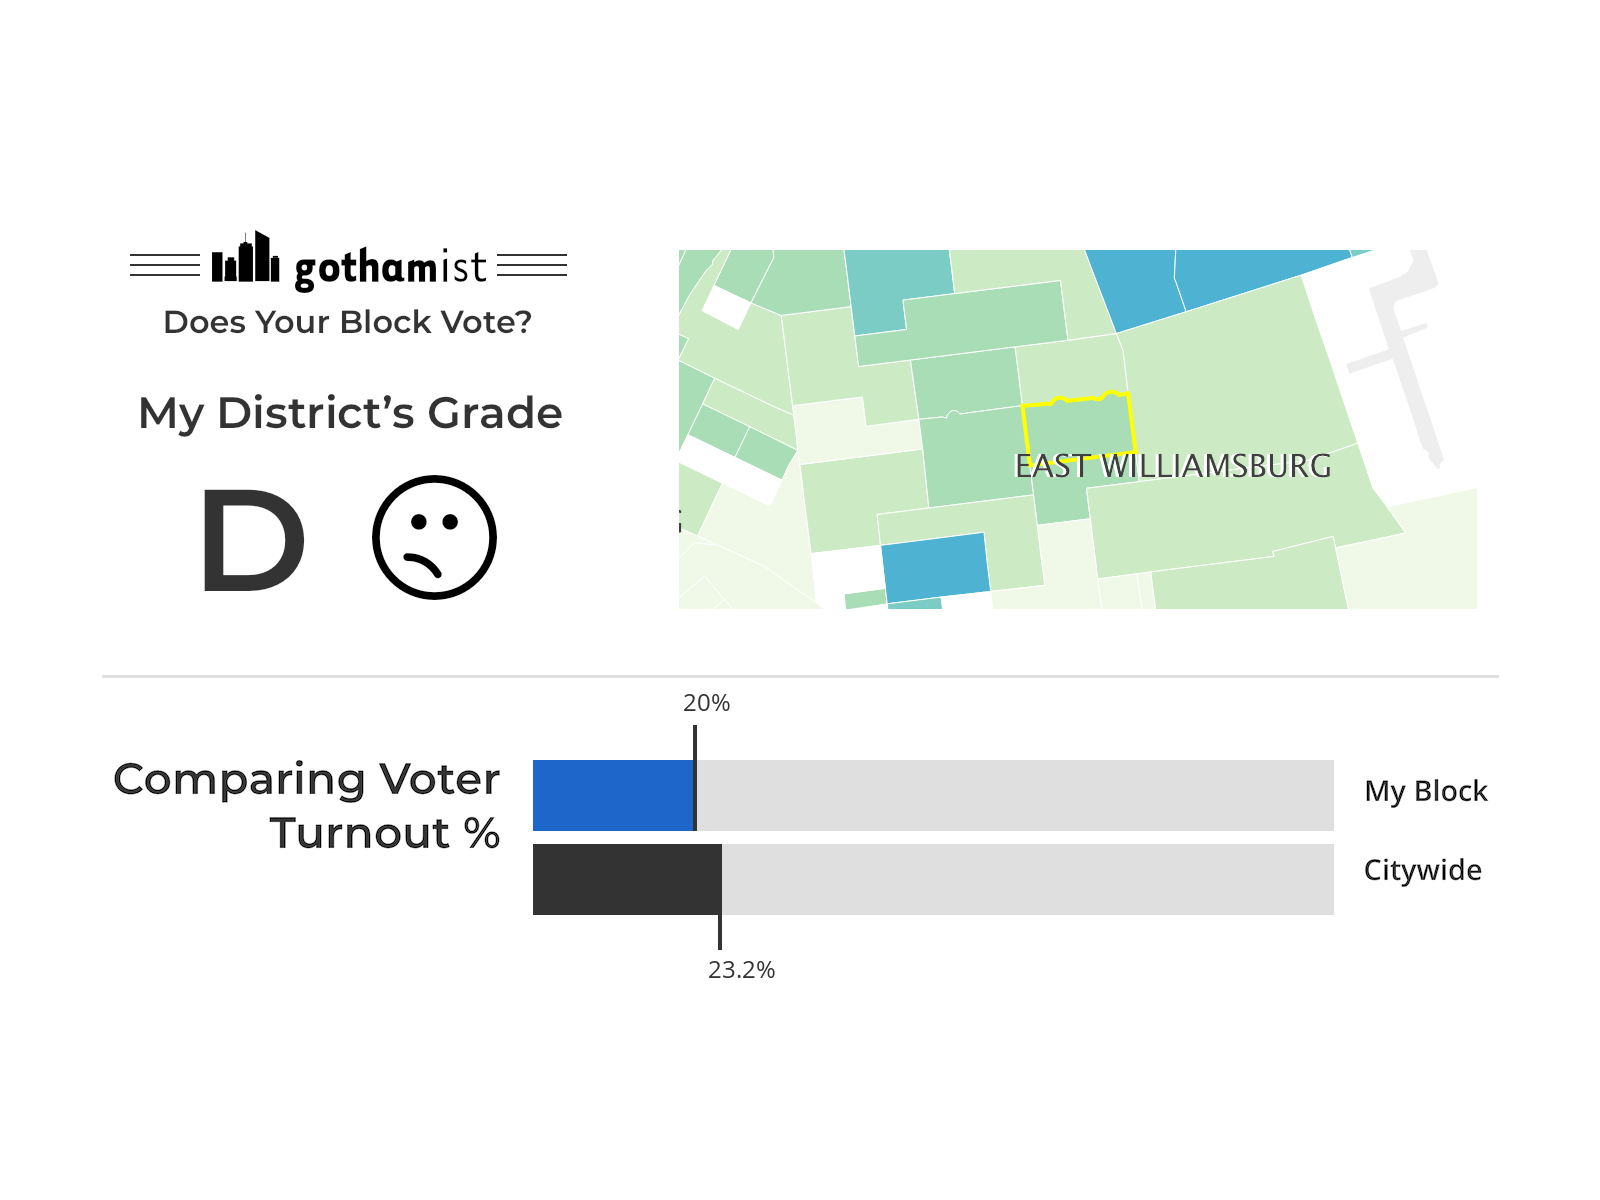 gothamist
Does Your Block Vote?
My District's Grade
D
EAST WILLIAMSBURG
20%
Comparing Voter
Turnout %
My Block
Citywide
23.2%